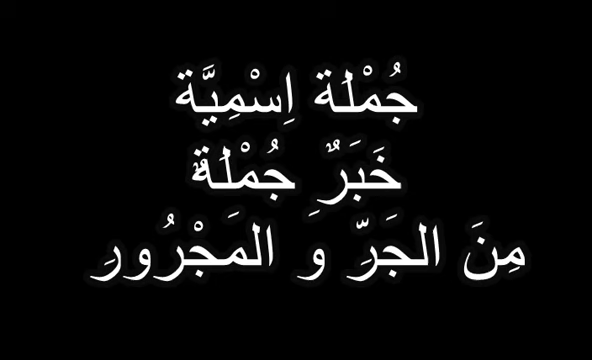 جُمْلَة اِسْمِيَّة
خَبَرٌ ِ جُمْلَةٌ
مِنَ الجَرِّ و المَجْرُورِ